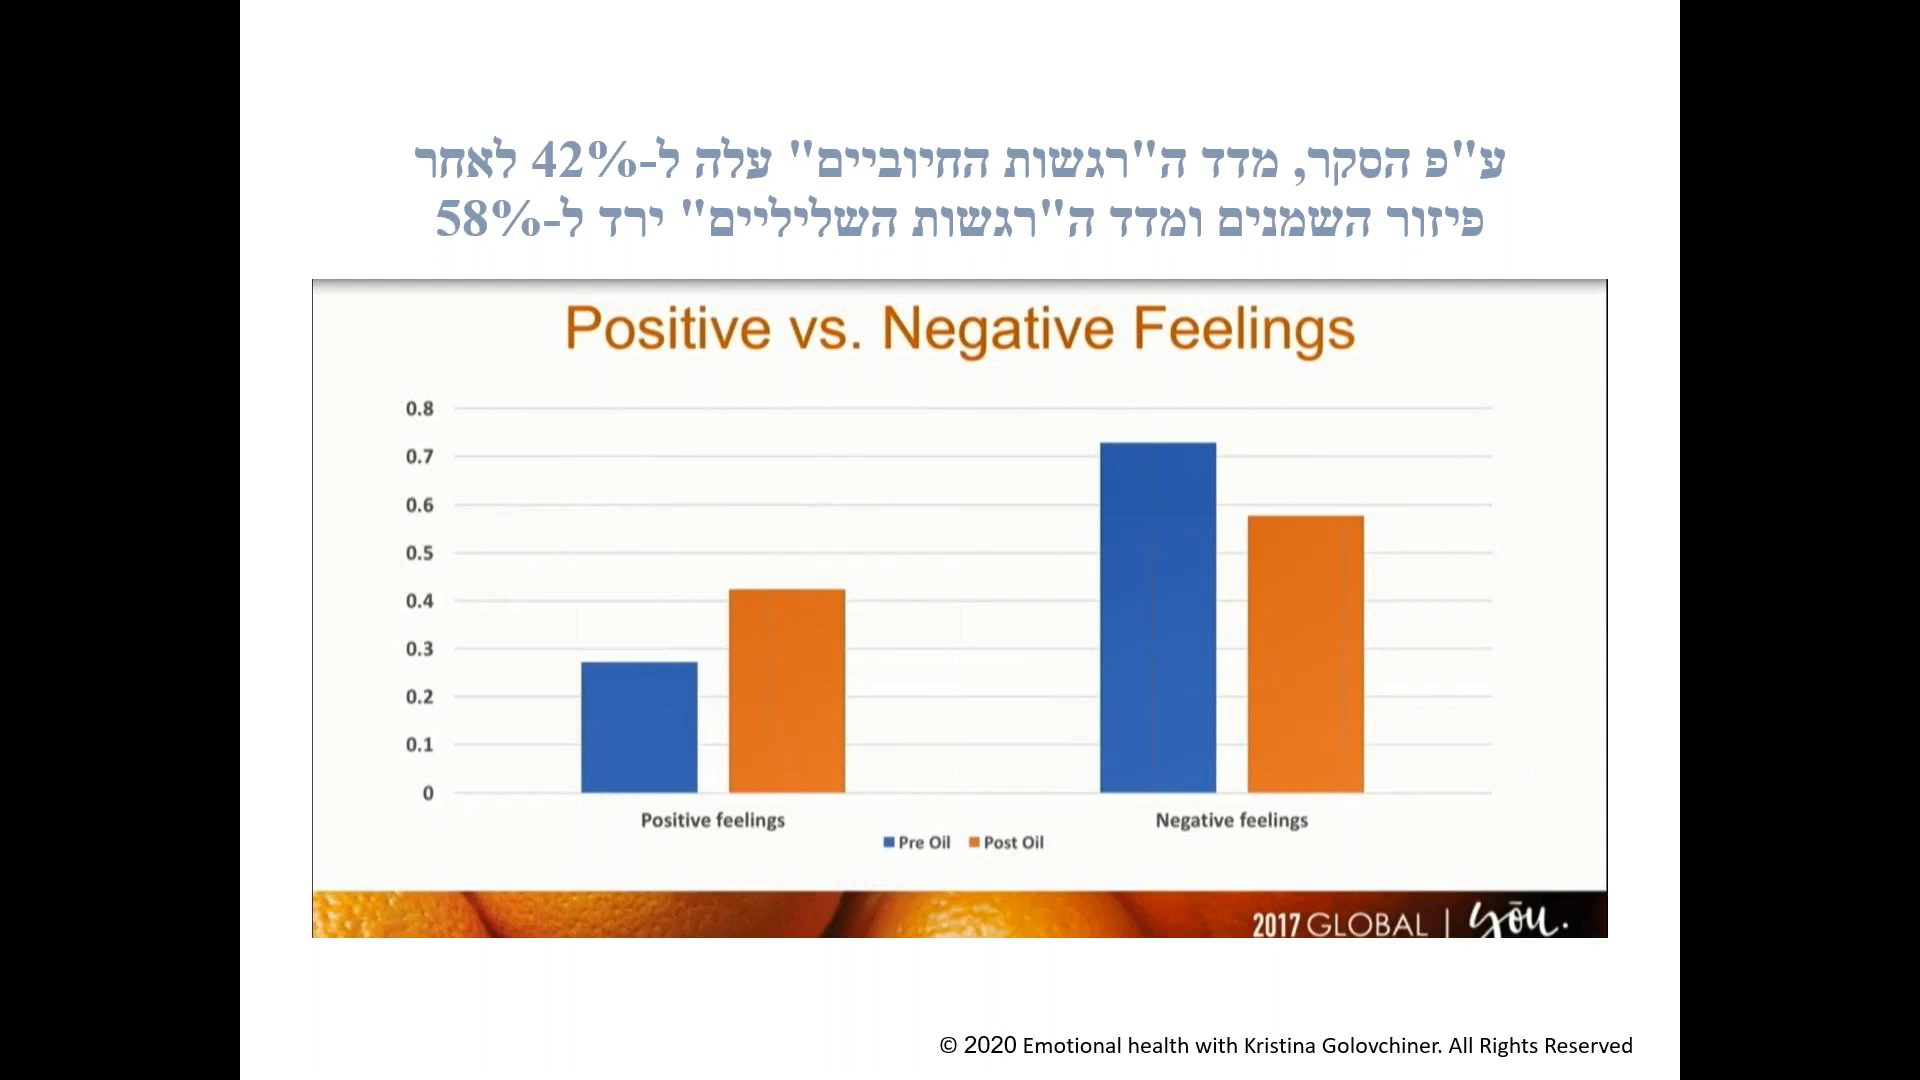 ע"פ הסקר, מדד ה"רגשות החיוביים" עלה ל-42% לאחר
פיזור השמנים ומדד ה"רגשות השליליים" ירד ל-58%
Positive vs. Negative Feelings
0.8
0.7
0.6
0.5
0.4
0.3
0.2
0.1
0
Positive feelings
Negative feelings
Pre Oil
Post Oil
2017 GLOBAL | yōu.
© 2020 Emotional health with Kristina Golovchiner. All Rights Reserved